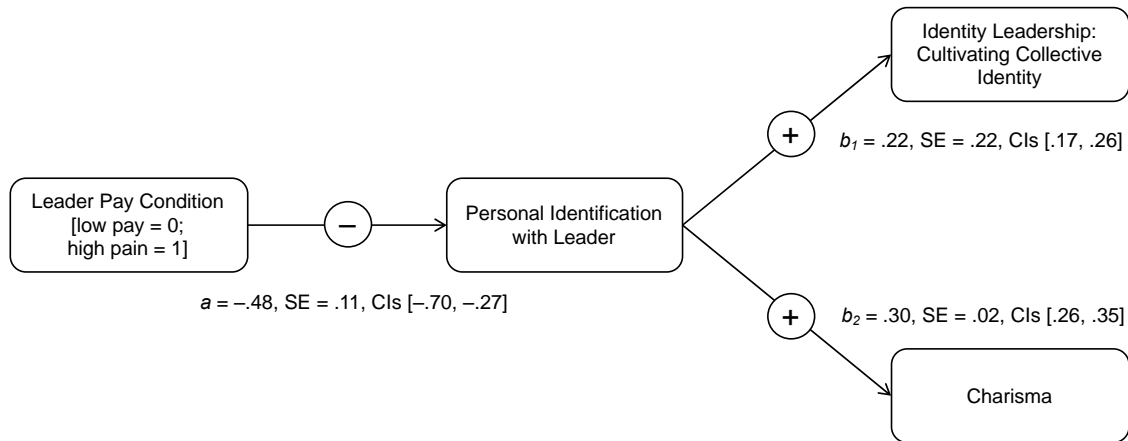 Identity Leadership:
Cultivating Collective
Identity
+
b1 = .22, SE = .22, CIs [.17, .26]
Leader Pay Condition
[low pay = 0;
high pain = 1]
–
Personal Identification
with Leader
a = –.48, SE = .11, CIs [–.70, –.27]
+
b2 = .30, SE = .02, CIs [.26, .35]
Charisma